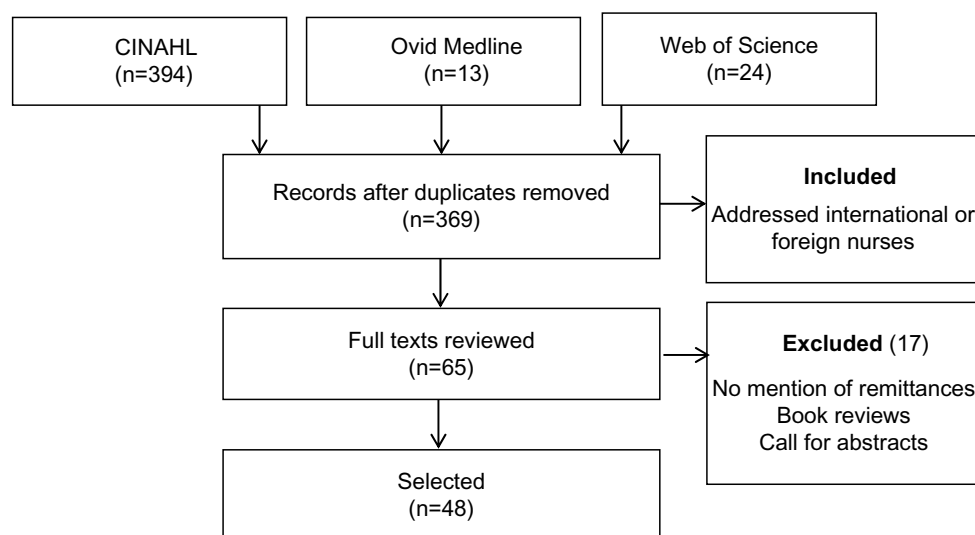 CINAHL
(n=394)
Ovid Medline
(n=13)
Web of Science
(n=24)
Records after duplicates removed
(n=369)
Included
Addressed international or
foreign nurses
Full texts reviewed
(n=65)
Excluded (17)
No mention of remittances
Book reviews
Call for abstracts
Selected
(n=48)